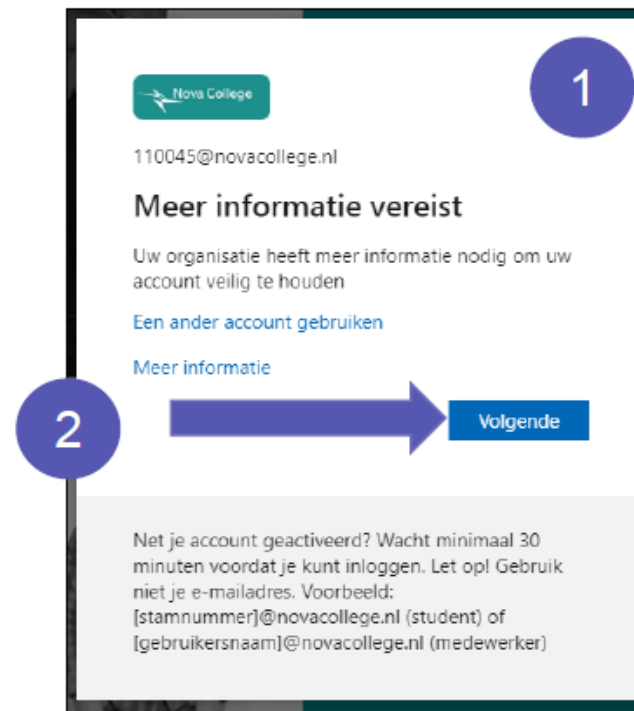 1
Nova College
110045@novacollege.nl
Meer informatie vereist
Uw organisatie heeft meer informatie nodig om uw
account veilig te houden
Een ander account gebruiken
Meer informatie
2
Volgende
Net je account geactiveerd? Wacht minimaal 30
minuten voordat je kunt inloggen. Let op! Gebruik
niet je e-mailadres. Voorbeeld:
[stamnummer]@novacollege.nl (student) of
[gebruikersnaam]@novacollege.nl (medewerker)